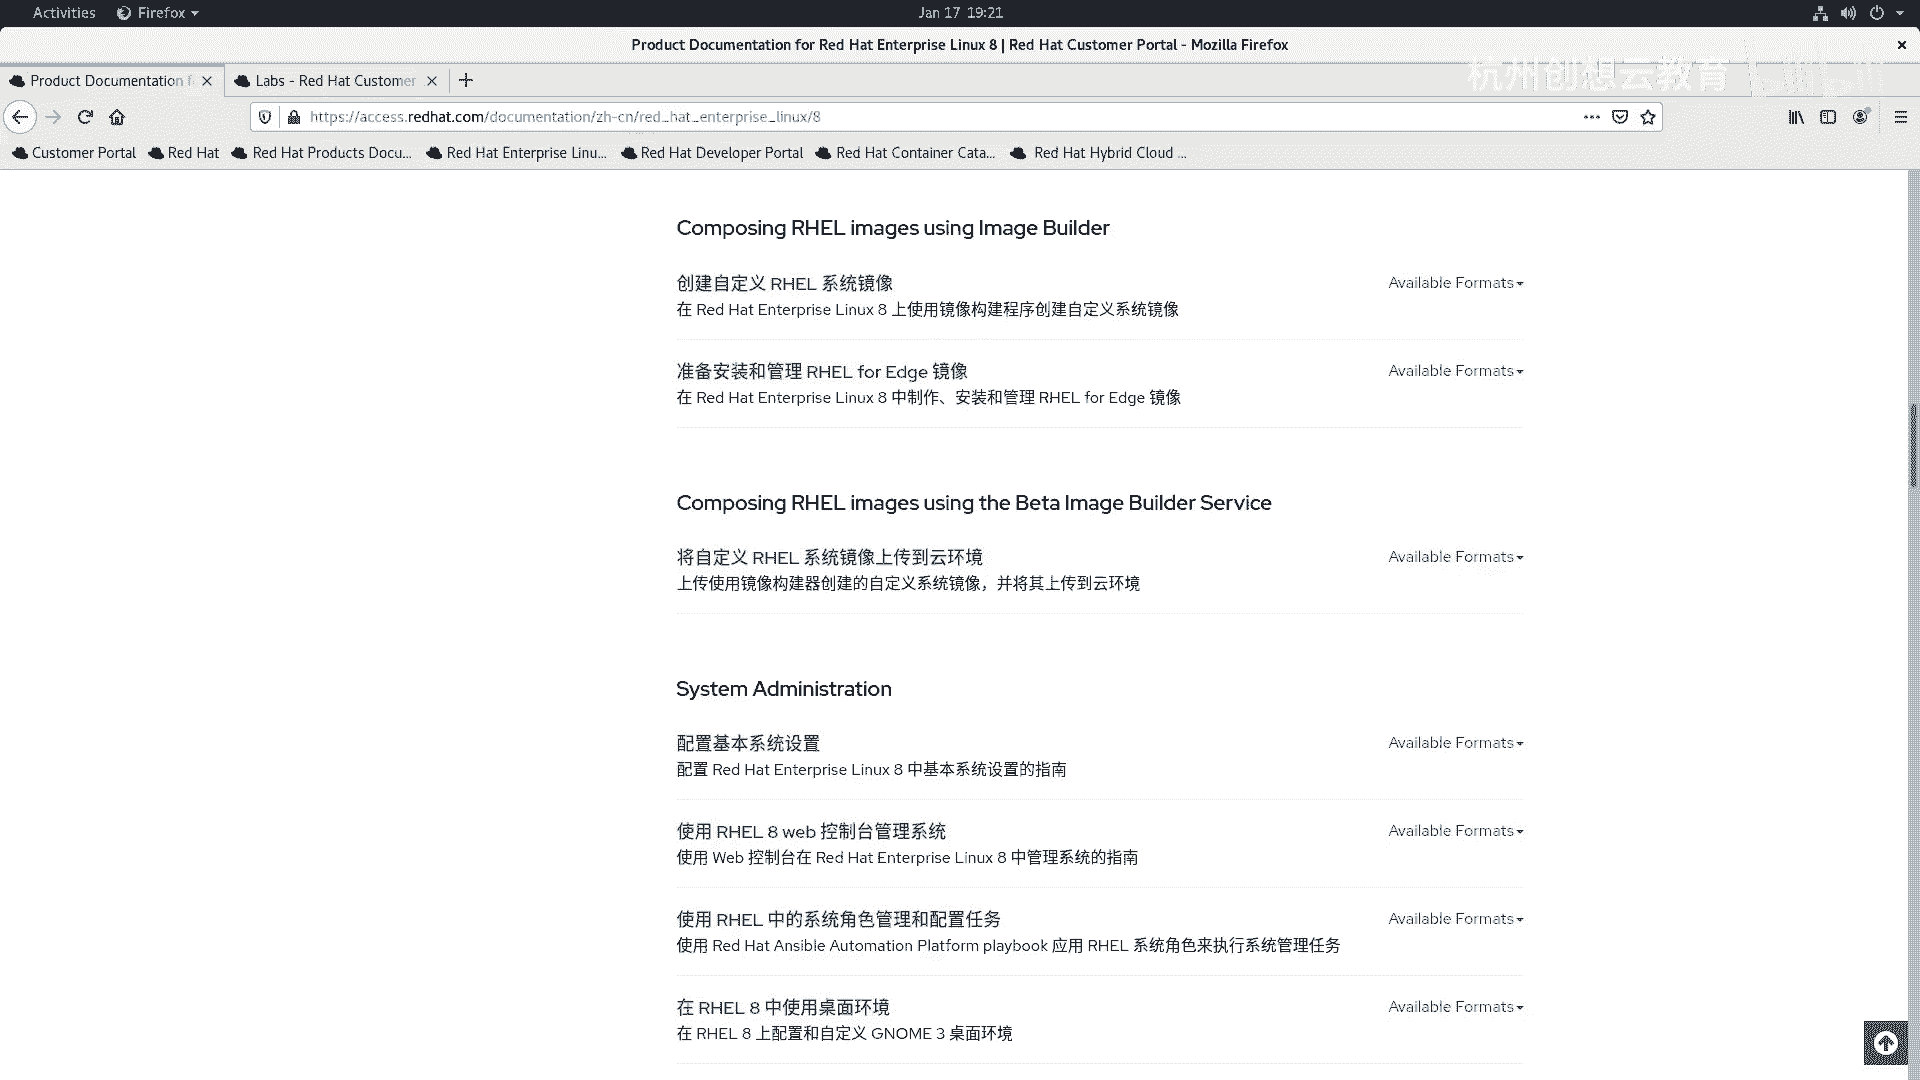 Activities Firefox Jan 17 19:21
Product Documentation for Red Hat Enterprise Linux 8 | Red Hat Customer Portal - Mozilla Firefox
Product Documentation f Labs - Red Hat Customer
杭州创想云教育
https://access.redhat.com/documentation/zh-cn/red_hat_enterprise_linux/8
Customer Portal Red Hat Red Hat Products Docu... Red Hat Enterprise Linu... Red Hat Developer Portal Red Hat Container Cata... Red Hat Hybrid Cloud ...
Composing RHEL images using Image Builder
创建自定义 RHEL 系统镜像 Available Formats
在 Red Hat Enterprise Linux 8 上使用镜像构建程序创建自定义系统镜像
准备安装和管理 RHEL for Edge 镜像 Available Formats
在 Red Hat Enterprise Linux 8 中制作、安装和管理 RHEL for Edge 镜像
Composing RHEL images using the Beta Image Builder Service
将自定义 RHEL 系统镜像上传到云环境 Available Formats
上传使用镜像构建器创建的自定义系统镜像，并将其上传到云环境
System Administration
配置基本系统设置 Available Formats
配置 Red Hat Enterprise Linux 8 中基本系统设置的指南
使用 RHEL 8 web 控制台管理系统 Available Formats
使用 Web 控制台在 Red Hat Enterprise Linux 8 中管理系统的指南
使用 RHEL 中的系统角色管理和配置任务 Available Formats
使用 Red Hat Ansible Automation Platform playbook 应用 RHEL 系统角色来执行系统管理任务
在 RHEL 8 中使用桌面环境 Available Formats
在 RHEL 8 上配置和自定义 GNOME 3 桌面环境